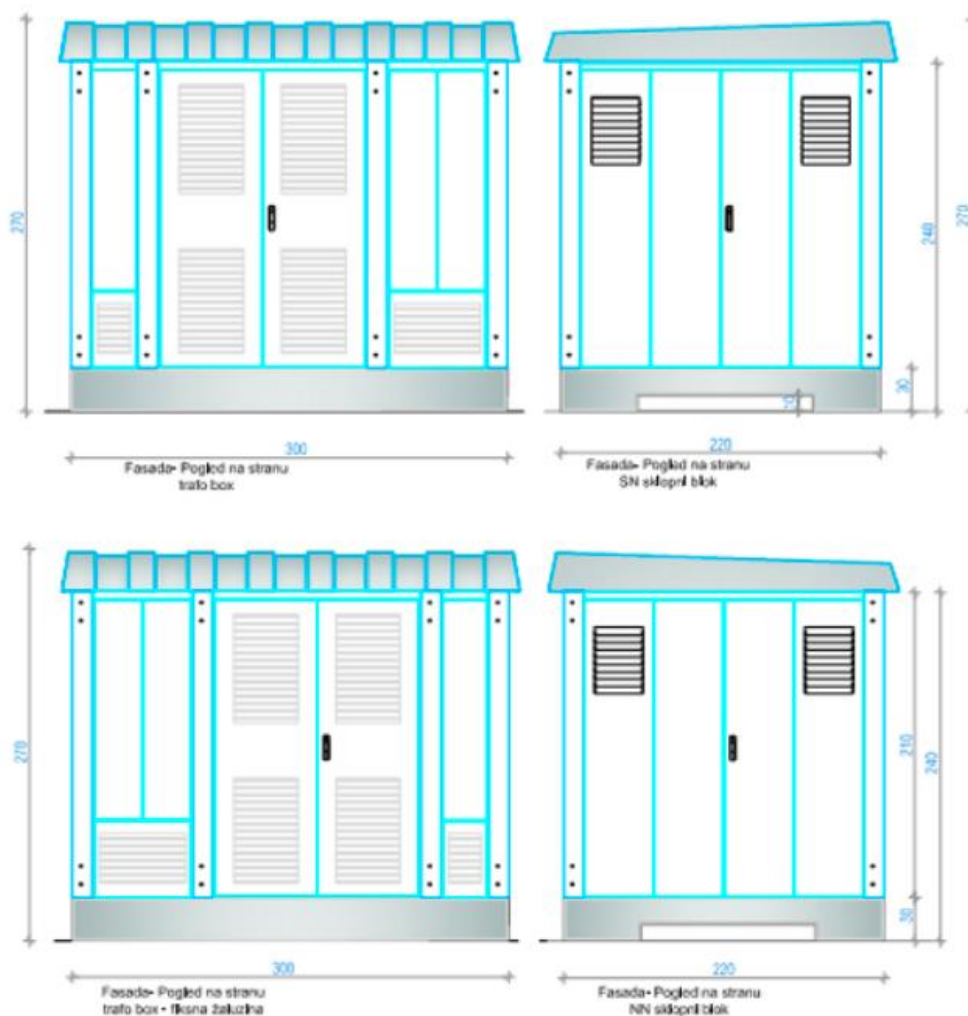 270
240
270
30
10
300
220
Fasada- Pogled na stranu
trafo box
Fasada- Pogled na stranu
SN sklopni blok
270
210
240
30
300
220
Fasada- Pogled na stranu
trafo box - fiksna žaluzina
Fasada- Pogled na stranu
NN sklopni blok